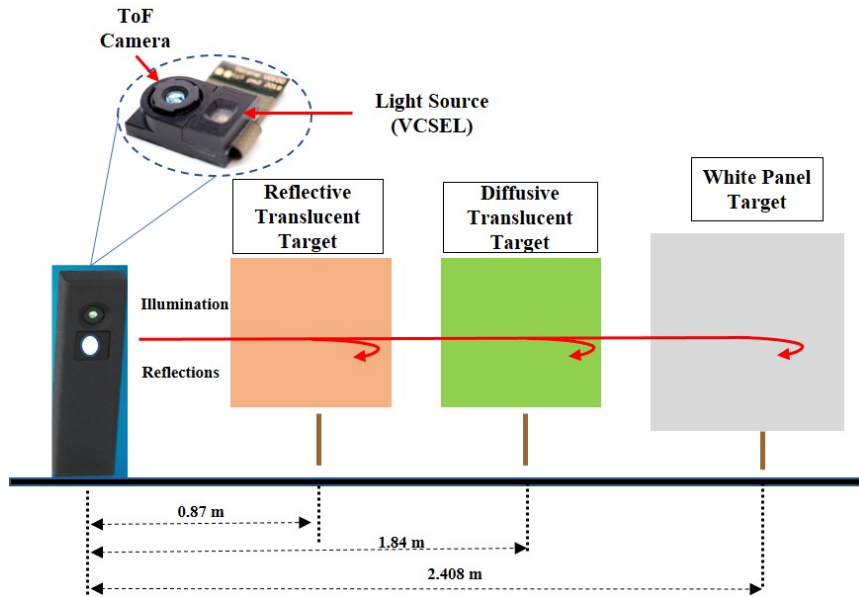 ToF
Camera
Light Source
(VCSEL)
Reflective
Translucent
Target
Diffusive
Translucent
Target
White Panel
Target
Illumination
Reflections
0.87 m
1.84 m
2.408 m